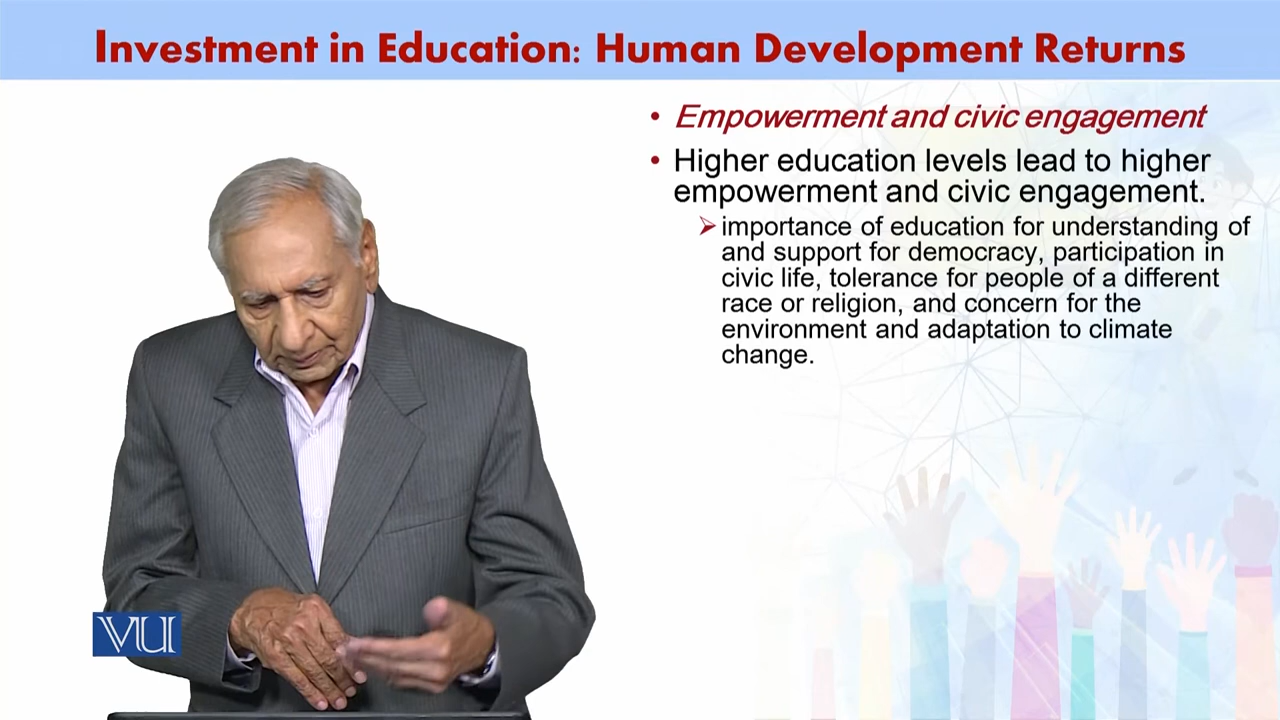 Investment in Education: Human Development Returns
• Empowerment and civic engagement
• Higher education levels lead to higher
empowerment and civic engagement.
➢ importance of education for understanding of
and support for democracy, participation in
civic life, tolerance for people of a different
race or religion, and concern for the
environment and adaptation to climate
change.
VU